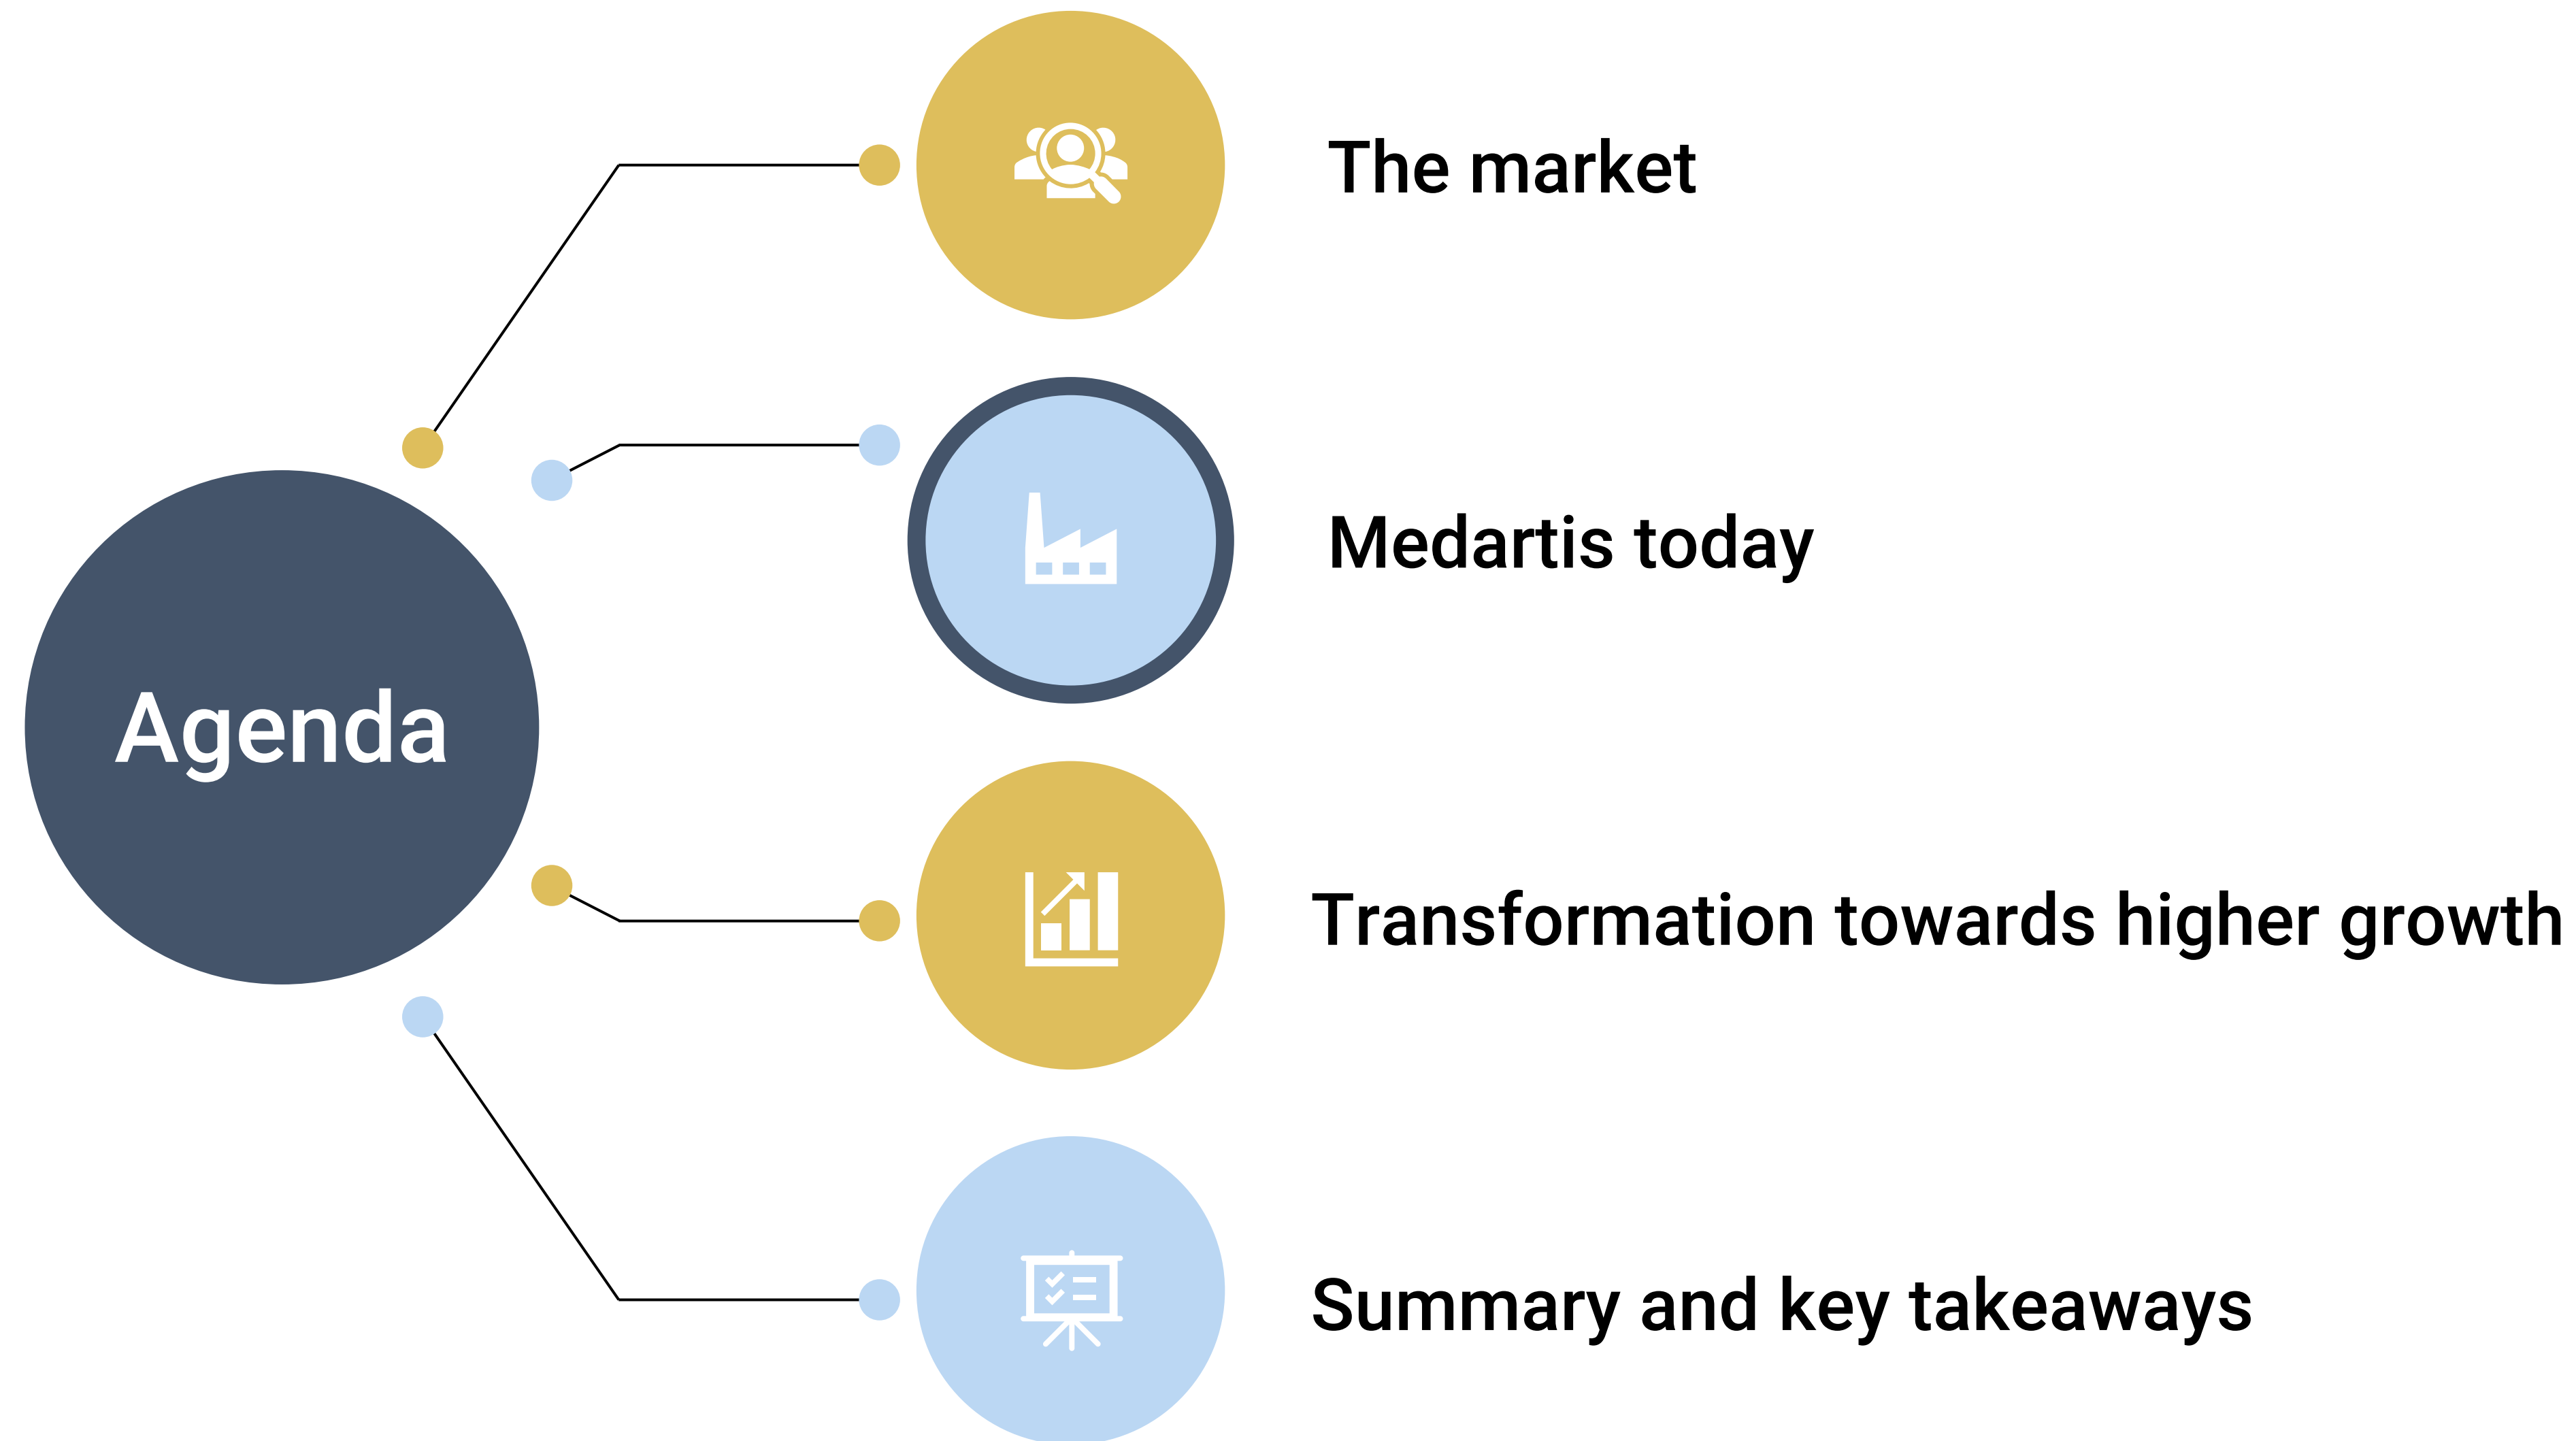 The market
Medartis today
Agenda
Transformation towards higher growth
Summary and key takeaways